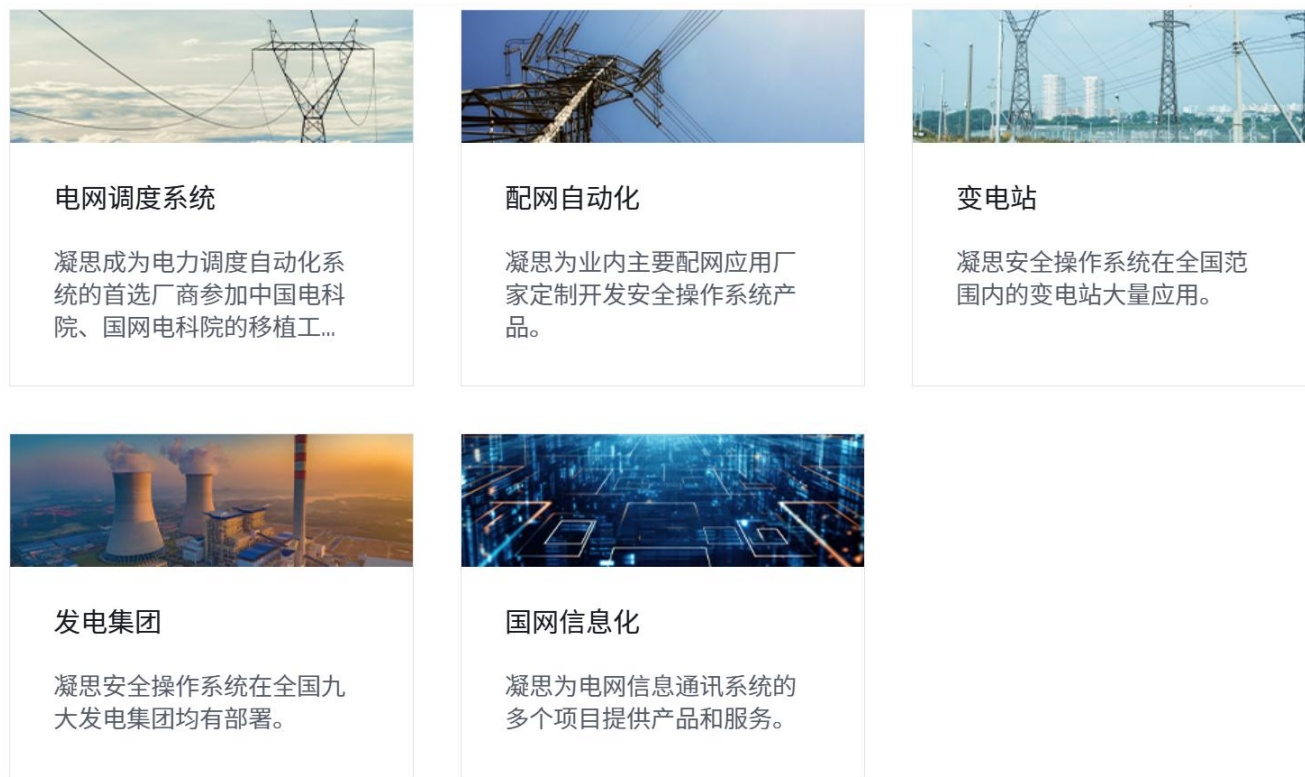 电网调度系统
凝思成为电力调度自动化系
统的首选厂商参加中国电科
院、国网电科院的移植工...
配网自动化
凝思为业内主要配网应用厂
家定制开发安全操作系统产
品。
变电站
凝思安全操作系统在全国范
围内的变电站大量应用。
发电集团
凝思安全操作系统在全国九
大发电集团均有部署。
国网信息化
凝思为电网信息通讯系统的
多个项目提供产品和服务。